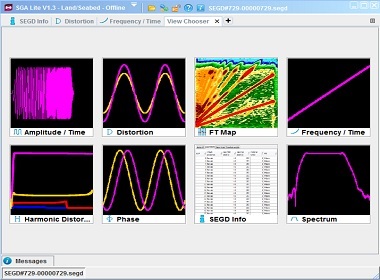 SGA Lite V1.3 - Land/Seabed - Offline
SEGD#729-00000729.segd
SEGD Info
Distortion
Frequency / Time
View Chooser
Amplitude / Time
Distortion
FT Map
Frequency / Time
Harmonic Distor...
Phase
SEGD Info
Spectrum
Messages
SEGD#729-00000729.segd